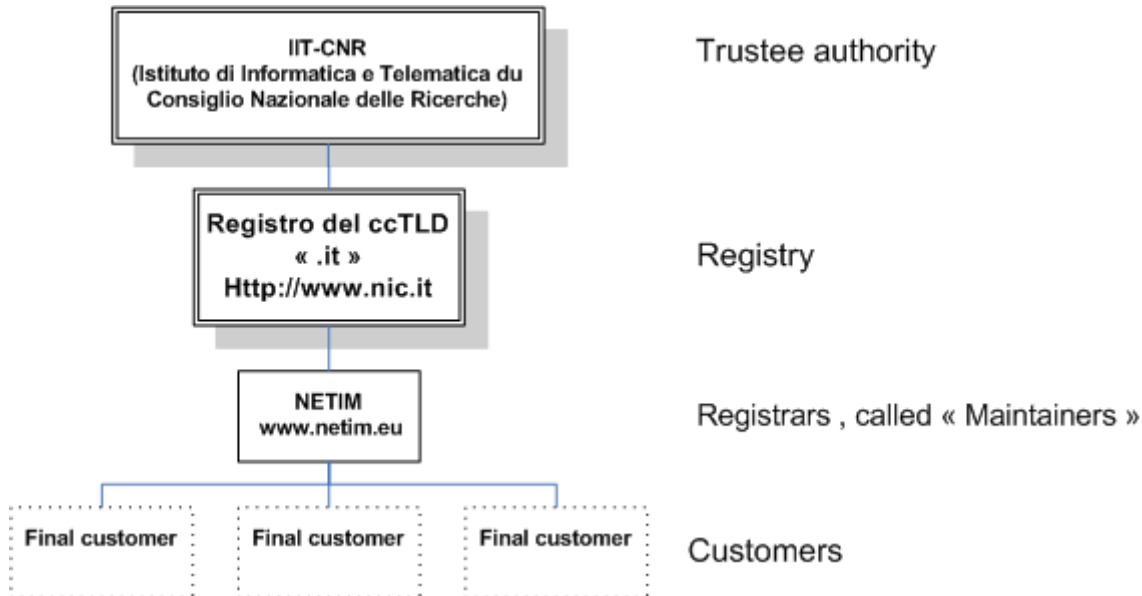 IIT-CNR
(Istituto di Informatica e Telematica du
Consiglio Nazionale delle Ricerche)
Trustee authority
Registro del ccTLD
« .it »
Http://www.nic.it
Registry
NETIM
www.netim.eu
Registrars , called « Maintainers »
Final customer
Final customer
Final customer
Customers